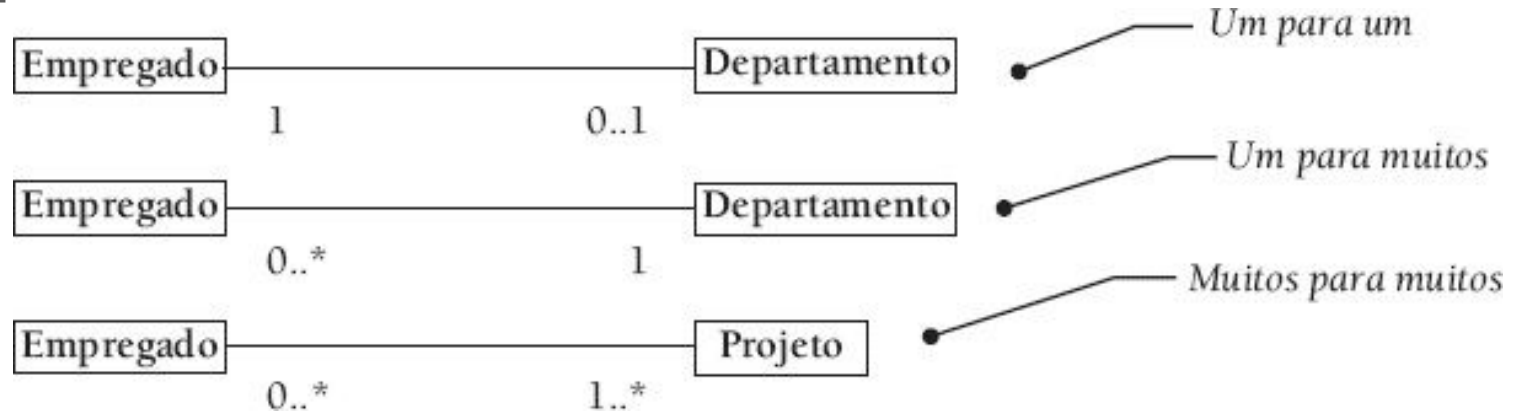 Um para um
Empregado Departamento
1 0..1
Um para muitos
Empregado Departamento
0..* 1
Muitos para muitos
Empregado Projeto
0..* 1..*